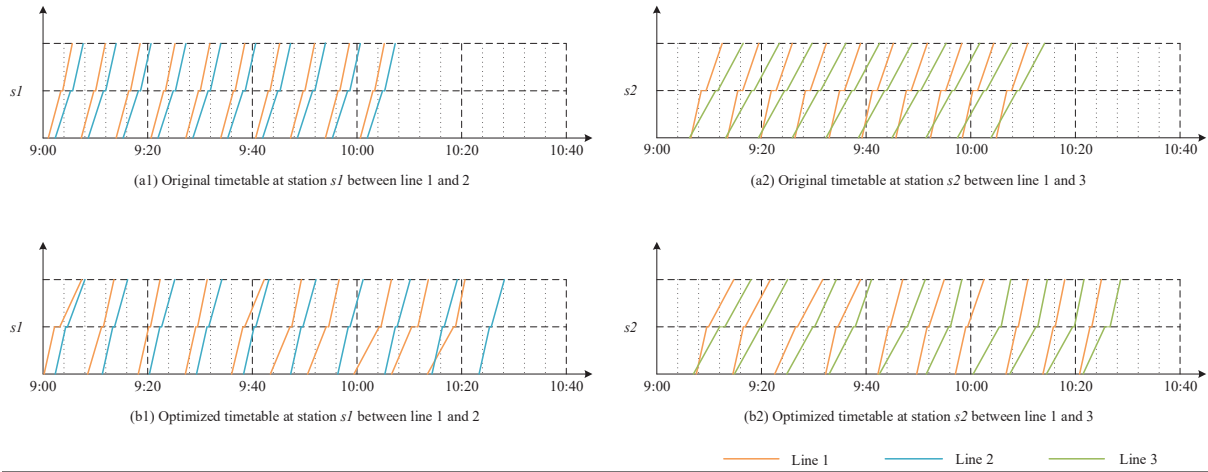 s1
9:00 9:20 9:40 10:00 10:20 10:40
(a1) Original timetable at station s1 between line 1 and 2
s2
9:00 9:20 9:40 10:00 10:20 10:40
(a2) Original timetable at station s2 between line 1 and 3
s1
9:00 9:20 9:40 10:00 10:20 10:40
(b1) Optimized timetable at station s1 between line 1 and 2
s2
9:00 9:20 9:40 10:00 10:20 10:40
(b2) Optimized timetable at station s2 between line 1 and 3
Line 1 Line 2 Line 3